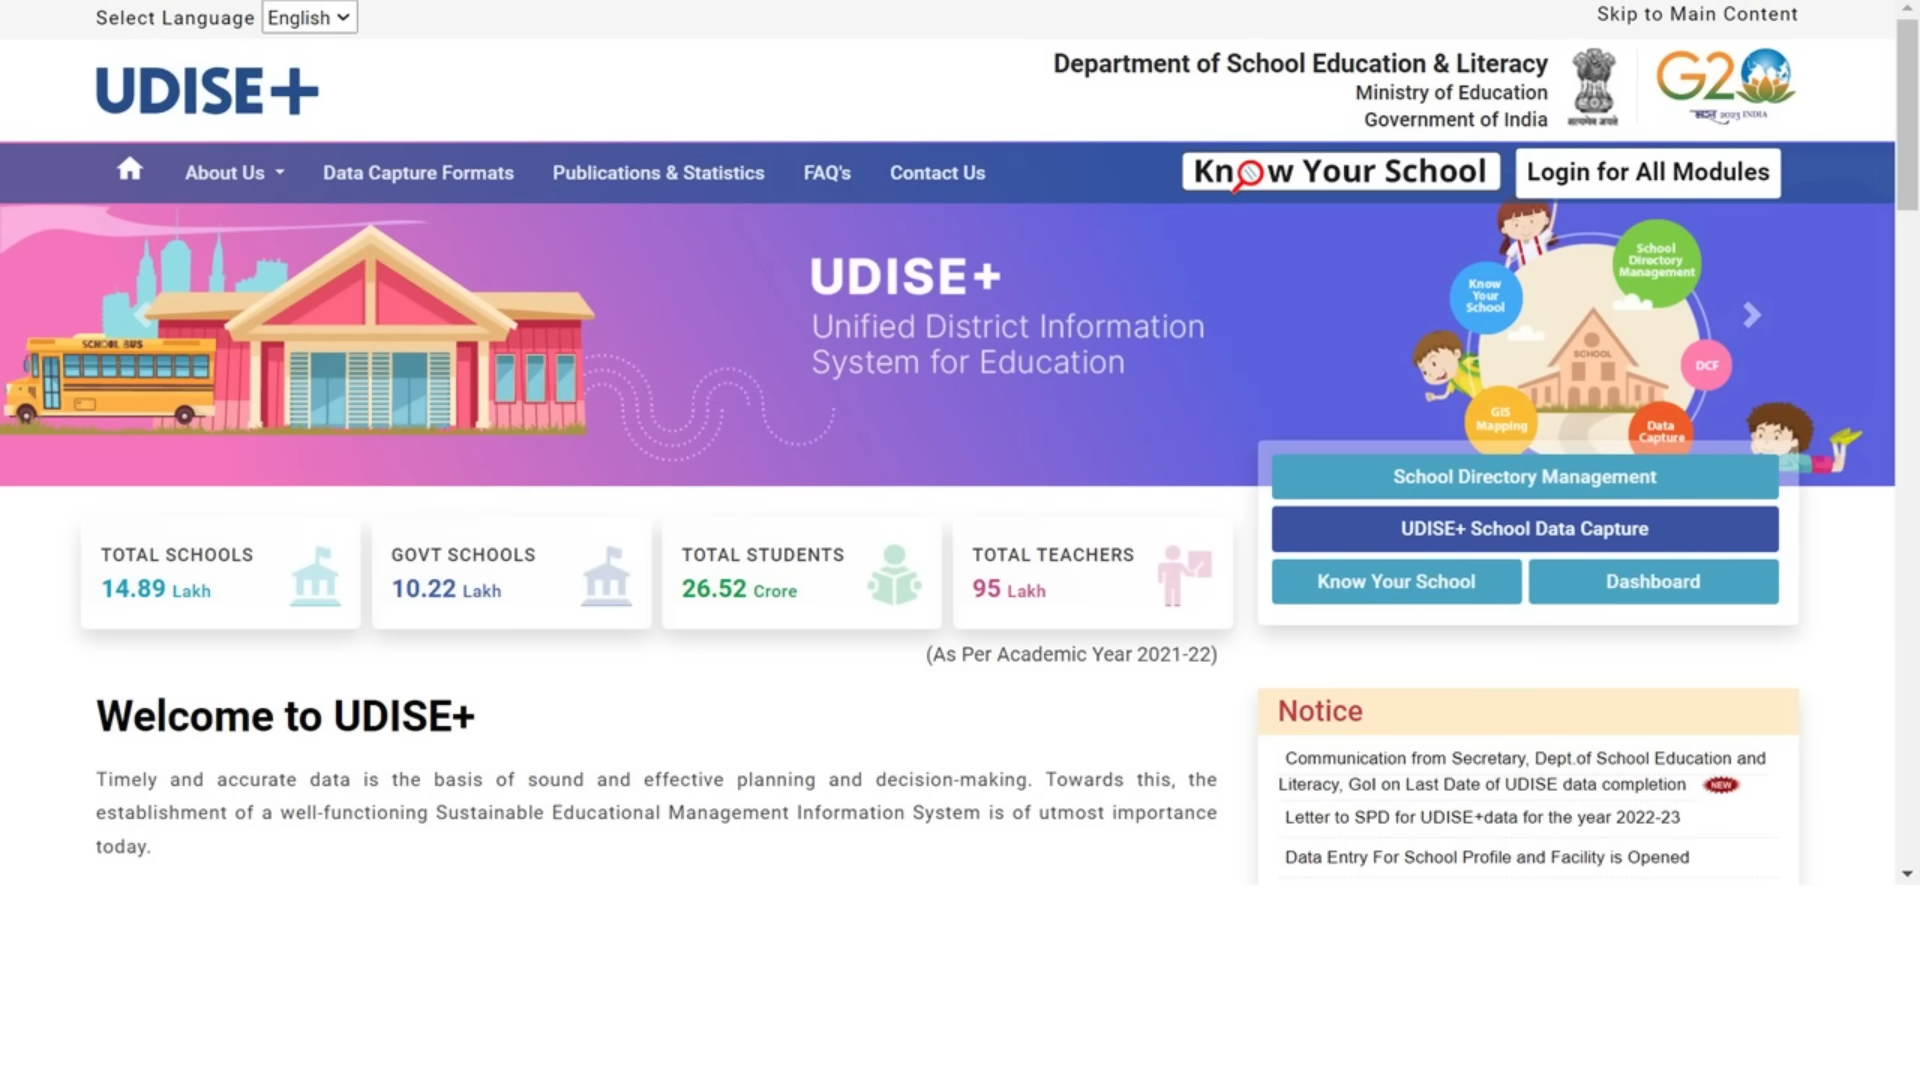 Select Language English
Skip to Main Content
UDISE+
Department of School Education & Literacy
Ministry of Education
Government of India
सत्यमेव जयते
G20
भारत 2023 INDIA
About Us
Data Capture Formats
Publications & Statistics
FAQ's
Contact Us
Know Your School
Login for All Modules
SCHOOL BUS
UDISE+
Unified District Information
System for Education
School
Directory
Management
Know
Your
School
SCHOOL
DCF
GIS
Mapping
Data
Capture
School Directory Management
UDISE+ School Data Capture
Know Your School
Dashboard
TOTAL SCHOOLS
14.89 Lakh
GOVT SCHOOLS
10.22 Lakh
TOTAL STUDENTS
26.52 Crore
TOTAL TEACHERS
95 Lakh
(As Per Academic Year 2021-22)
Welcome to UDISE+
Timely and accurate data is the basis of sound and effective planning and decision-making. Towards this, the
establishment of a well-functioning Sustainable Educational Management Information System is of utmost importance
today.
Notice
Communication from Secretary, Dept.of School Education and
Literacy, GoI on Last Date of UDISE data completion NEW
Letter to SPD for UDISE+data for the year 2022-23
Data Entry For School Profile and Facility is Opened